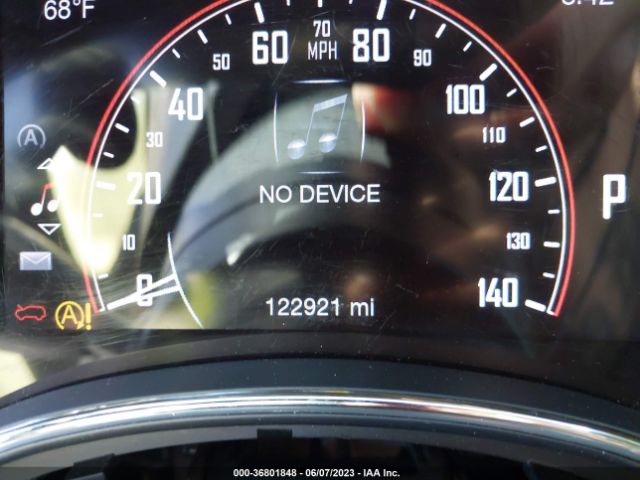 68°F
70
60 MPH 80
50 90
40 100
A
30 110
20 NO DEVICE 120 P
10 130
0 140
122921 mi
A!
000-36801848 - 06/07/2023 - IAA Inc.